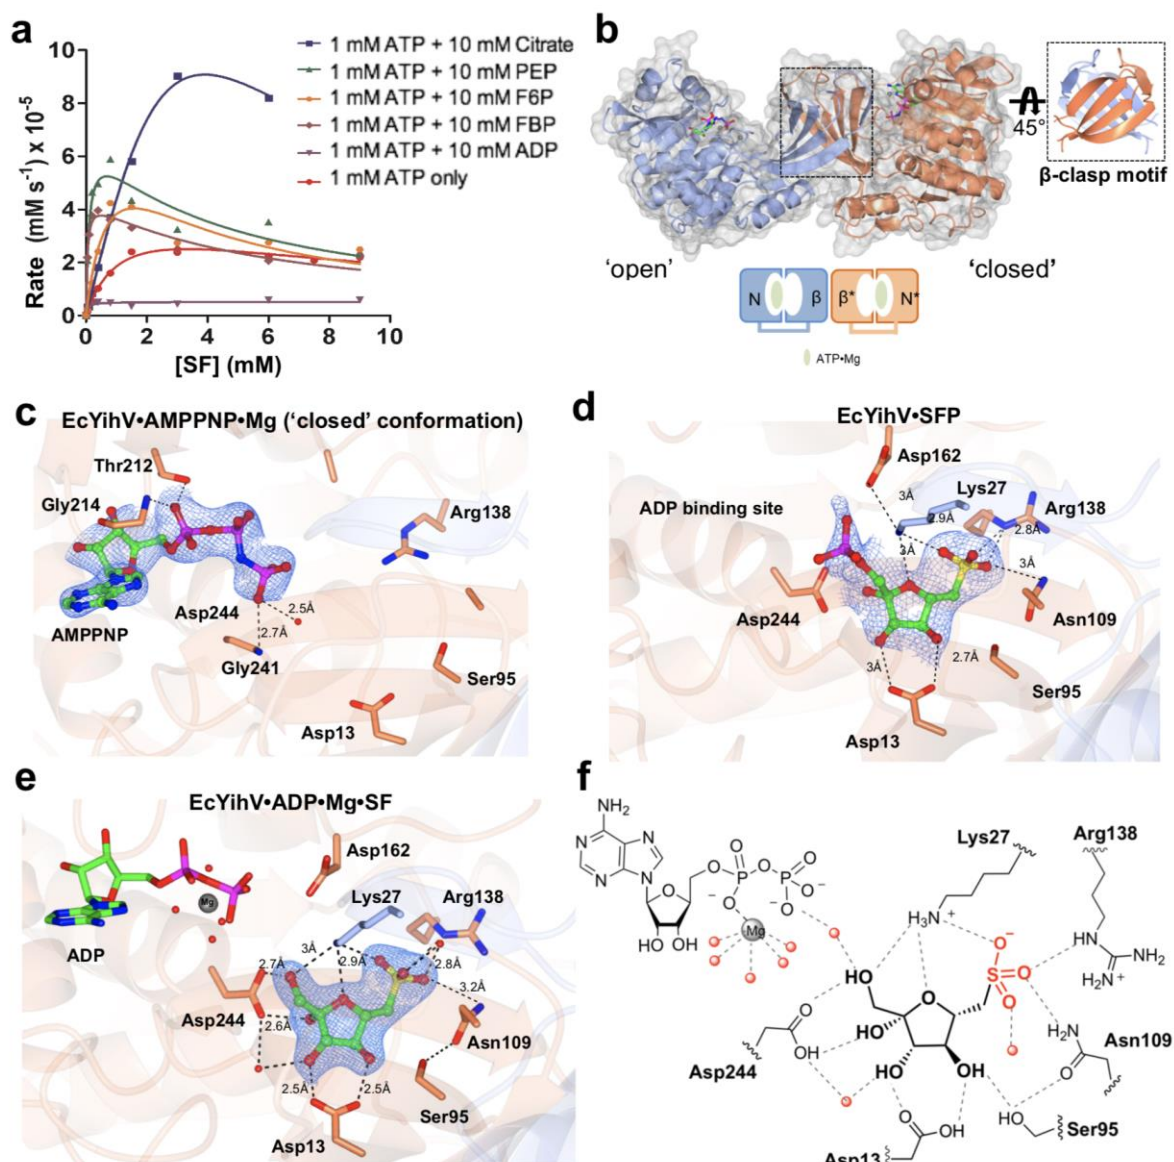 a
Rate (mM s⁻¹) x 10⁻⁵
10
8
6
4
2
0
0
2
4
6
8
10
[SF] (mM)
1 mM ATP + 10 mM Citrate
1 mM ATP + 10 mM PEP
1 mM ATP + 10 mM F6P
1 mM ATP + 10 mM FBP
1 mM ATP + 10 mM ADP
1 mM ATP only
b
45°
β-clasp motif
'open'
'closed'
N
β
β*
N*
ATP•Mg
c
EcYihV•AMPPNP•Mg ('closed' conformation)
Thr212
Gly214
Arg138
AMPPNP
Asp244
2.5Å
2.7Å
Gly241
Ser95
Asp13
d
EcYihV•SFP
Asp162
Lys27
ADP binding site
3Å
2.9Å
Arg138
2.8Å
3Å
3Å
Asp244
Asn109
3Å
2.7Å
Ser95
Asp13
e
EcYihV•ADP•Mg•SF
Asp162
Mg
Lys27
Arg138
ADP
3Å
2.9Å
2.7Å
2.8Å
3.2Å
Asp244
2.6Å
Asn109
2.5Å
2.5Å
Ser95
Asp13
f
NH₂
N
N
N
N
O
O
O
O
P
P
O⁻
O
O
Lys27
Arg138
Mg
HO
OH
H₃N⁺
O⁻
S
O
O
HN
NH₂
H₂N⁺
HO
O
HO
O
OH
Asp244
HO
OH
H₂N
O
Asn109
HO
Ser95
O
OH
Asp13